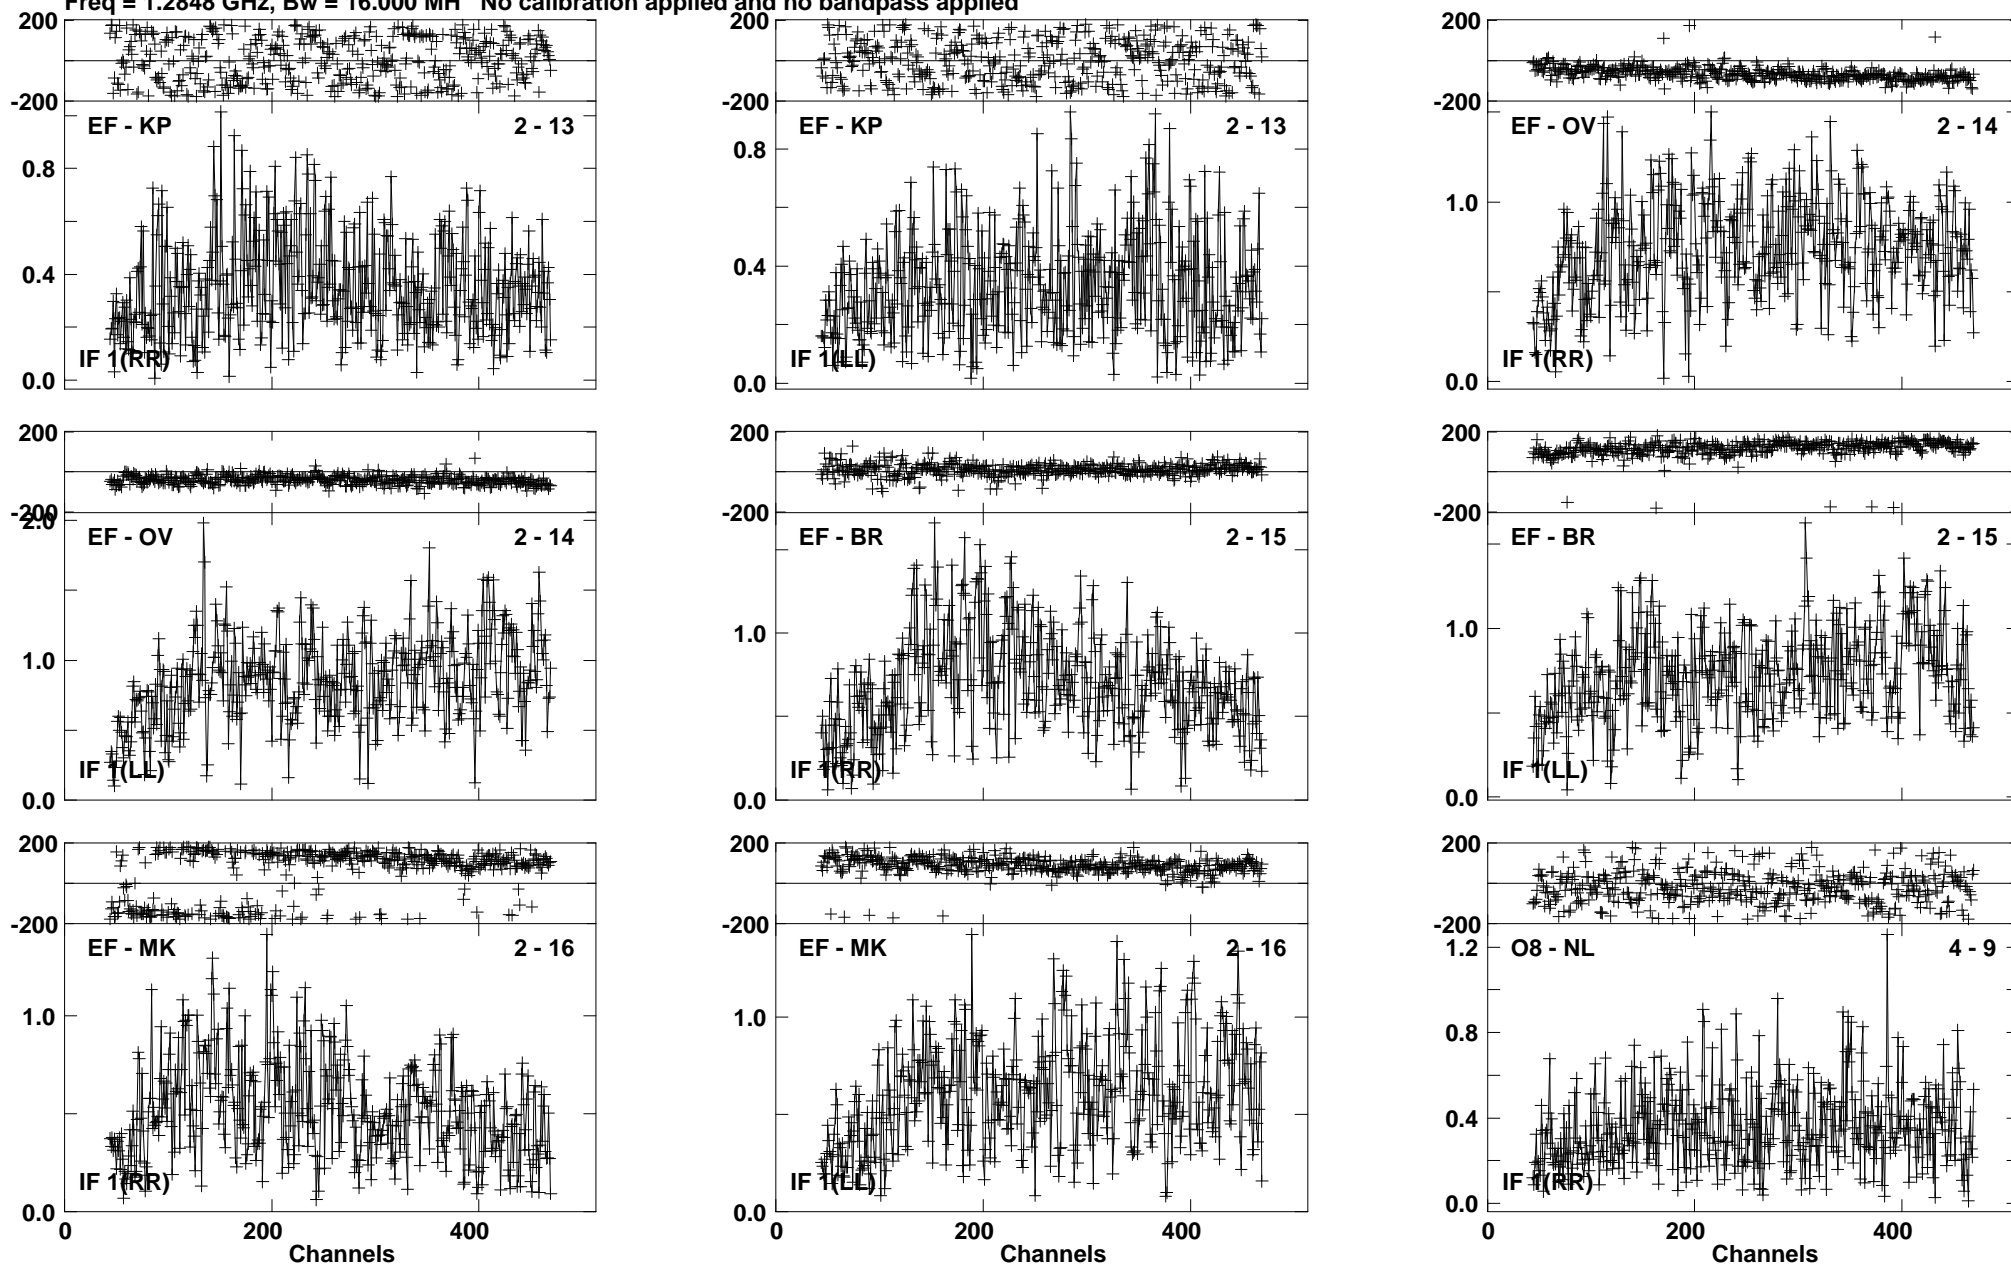 Freq = 1.2848 GHz, Bw = 16.000 MH No calibration applied and no bandpass applied
200
-200
EF - KP 2 - 13
0.8
0.4
0.0
IF 1(RR)
200
-200
EF - KP 2 - 13
0.8
0.4
0.0
IF 1(LL)
200
-200
EF - OV 2 - 14
1.0
0.0
IF 1(RR)
200
-200
2.0
EF - OV 2 - 14
1.0
0.0
IF 1(LL)
200
-200
EF - BR 2 - 15
1.0
0.0
IF 1(RR)
200
-200
EF - BR 2 - 15
1.0
0.0
IF 1(LL)
200
-200
EF - MK 2 - 16
1.0
0.0
IF 1(RR)
0 200 400
Channels
200
-200
EF - MK 2 - 16
1.0
0.0
IF 1(LL)
0 200 400
Channels
200
-200
O8 - NL 4 - 9
1.2
0.8
0.4
0.0
IF 1(RR)
0 200 400
Channels